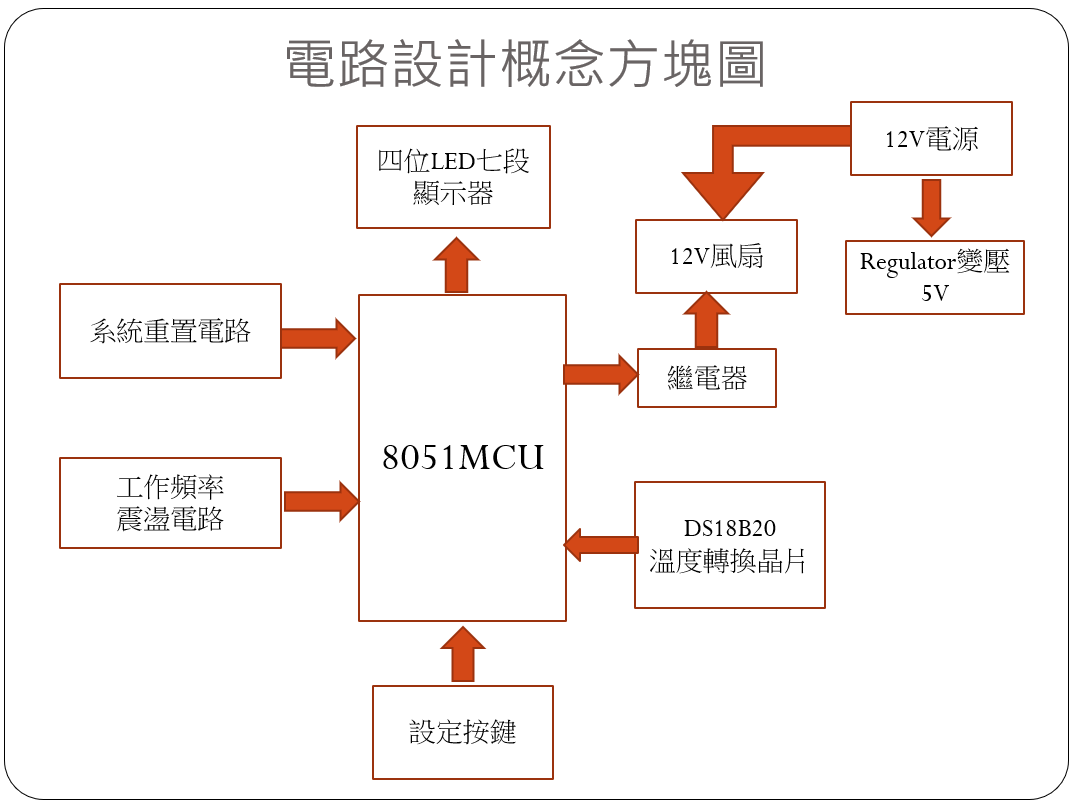 電路設計概念方塊圖
12V電源
四位LED七段
顯示器
12V風扇
Regulator變壓
5V
系統重置電路
繼電器
8051MCU
工作頻率
震盪電路
DS18B20
溫度轉換晶片
設定按鍵